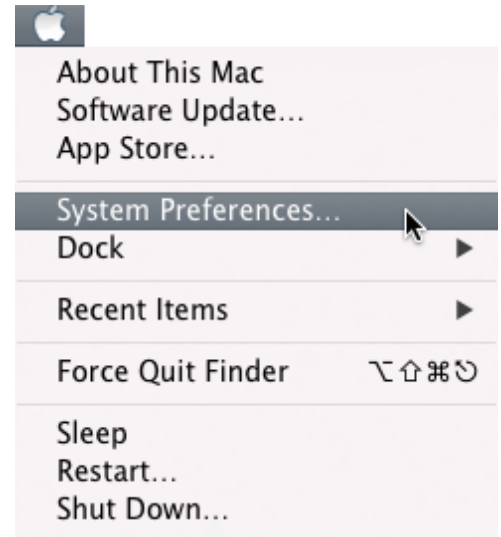 About This Mac
Software Update...
App Store...
System Preferences...
Dock ▶
Recent Items ▶
Force Quit Finder ⌥⇧⌘⎋
Sleep
Restart...
Shut Down...